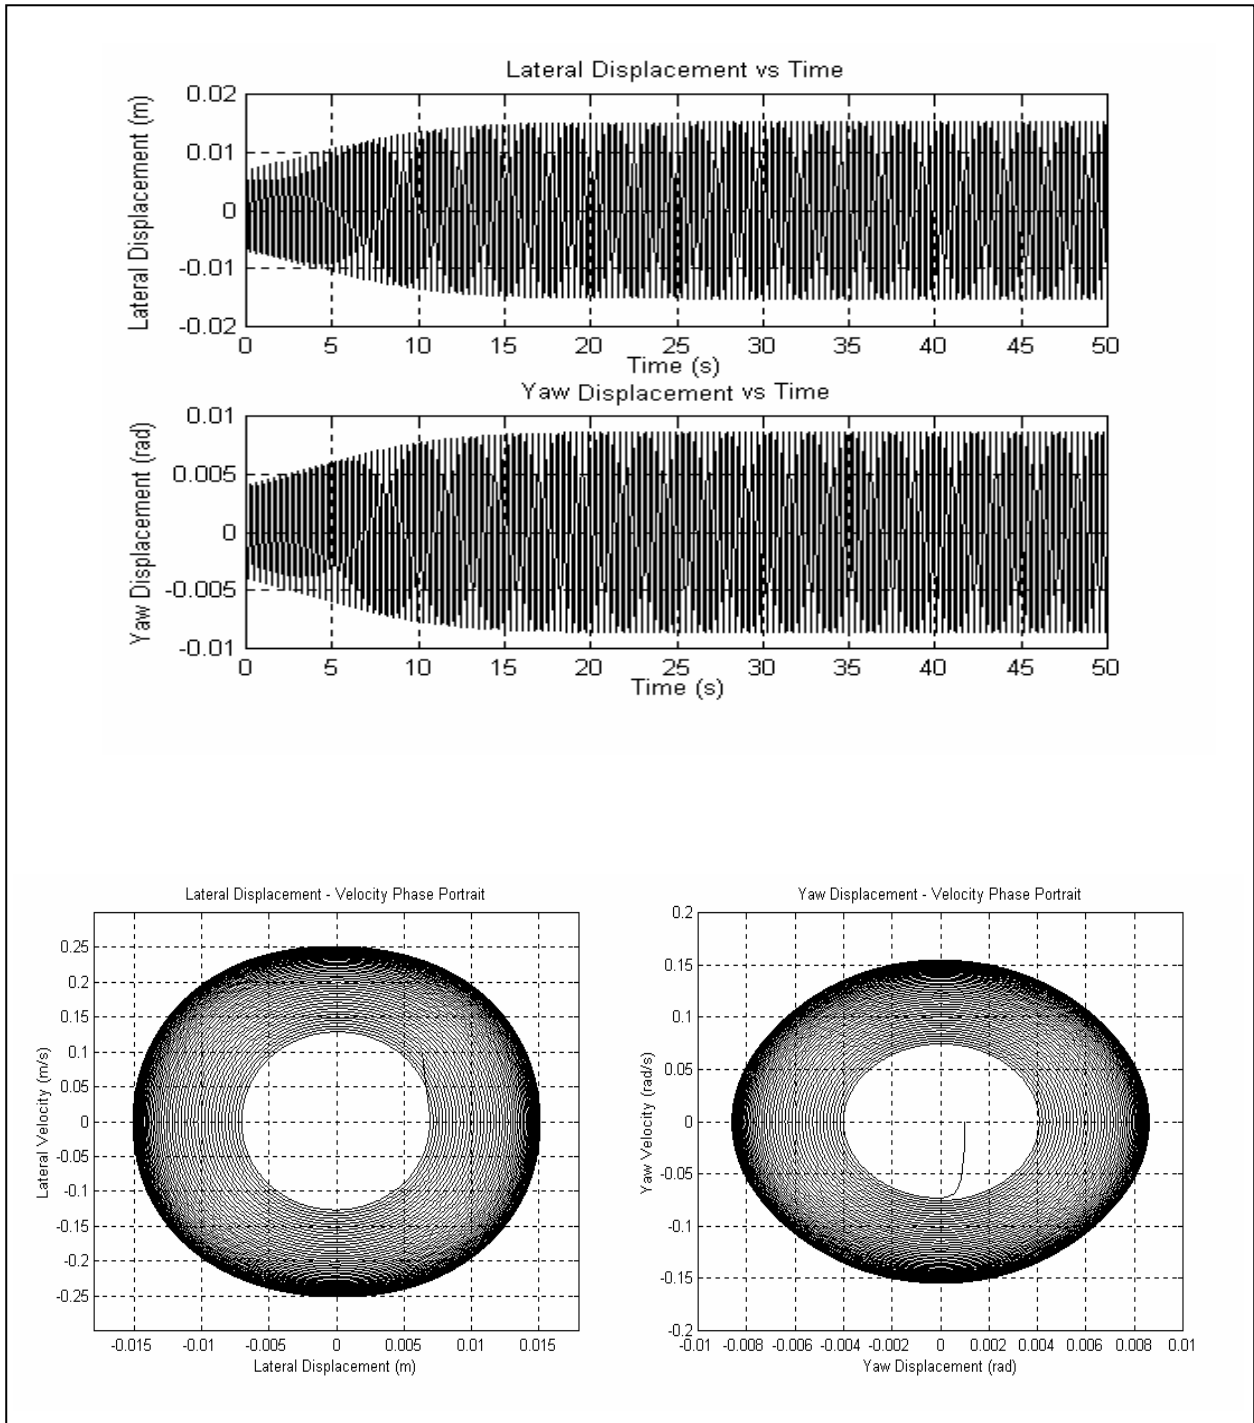 Lateral Displacement vs Time
Lateral Displacement (m)
0.02
0.01
0
-0.01
-0.02
0 5 10 15 20 25 30 35 40 45 50
Time (s)
Yaw Displacement vs Time
Yaw Displacement (rad)
0.01
0.005
0
-0.005
-0.01
0 5 10 15 20 25 30 35 40 45 50
Time (s)
Lateral Displacement - Velocity Phase Portrait
Lateral Velocity (m/s)
0.25
0.2
0.15
0.1
0.05
0
-0.05
-0.1
-0.15
-0.2
-0.25
-0.015 -0.01 -0.005 0 0.005 0.01 0.015
Lateral Displacement (m)
Yaw Displacement - Velocity Phase Portrait
Yaw Velocity (rad/s)
0.2
0.15
0.1
0.05
0
-0.05
-0.1
-0.15
-0.2
-0.01 -0.008 -0.006 -0.004 -0.002 0 0.002 0.004 0.006 0.008 0.01
Yaw Displacement (rad)